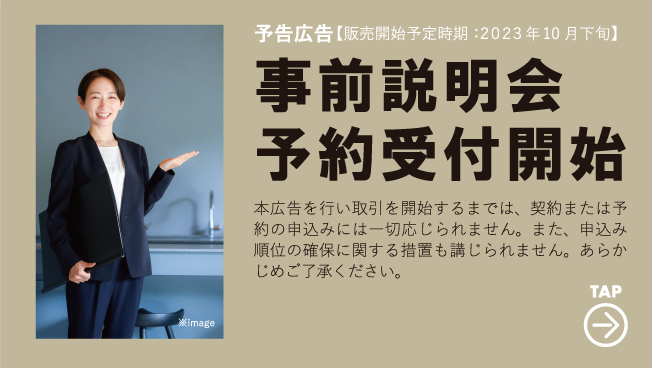 予告広告【販売開始予定時期：2023年10月下旬】
事前説明会
予約受付開始
本広告を行い取引を開始するまでは、契約または予
約の申込みには一切応じられません。また、申込み
順位の確保に関する措置も講じられません。あらか
じめご了承ください。
※image
TAP